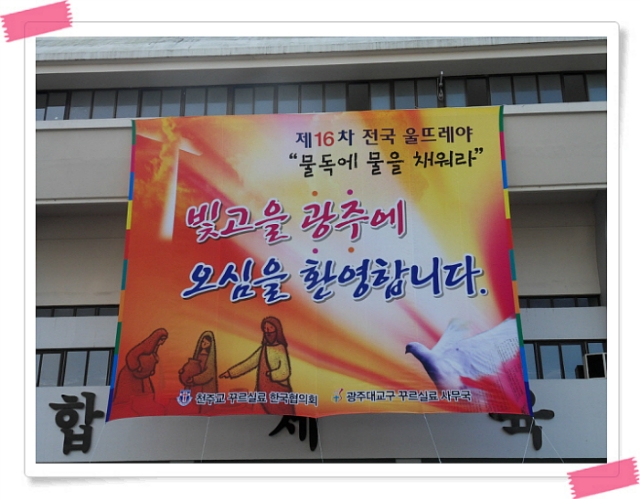 제16차 전국 울뜨레야
“물독에 물을 채워라”
빛고을 광주에
오심을 환영합니다.
천주교 꾸르실료 한국협의회 광주대교구 꾸르실료 사무국
합 체 육